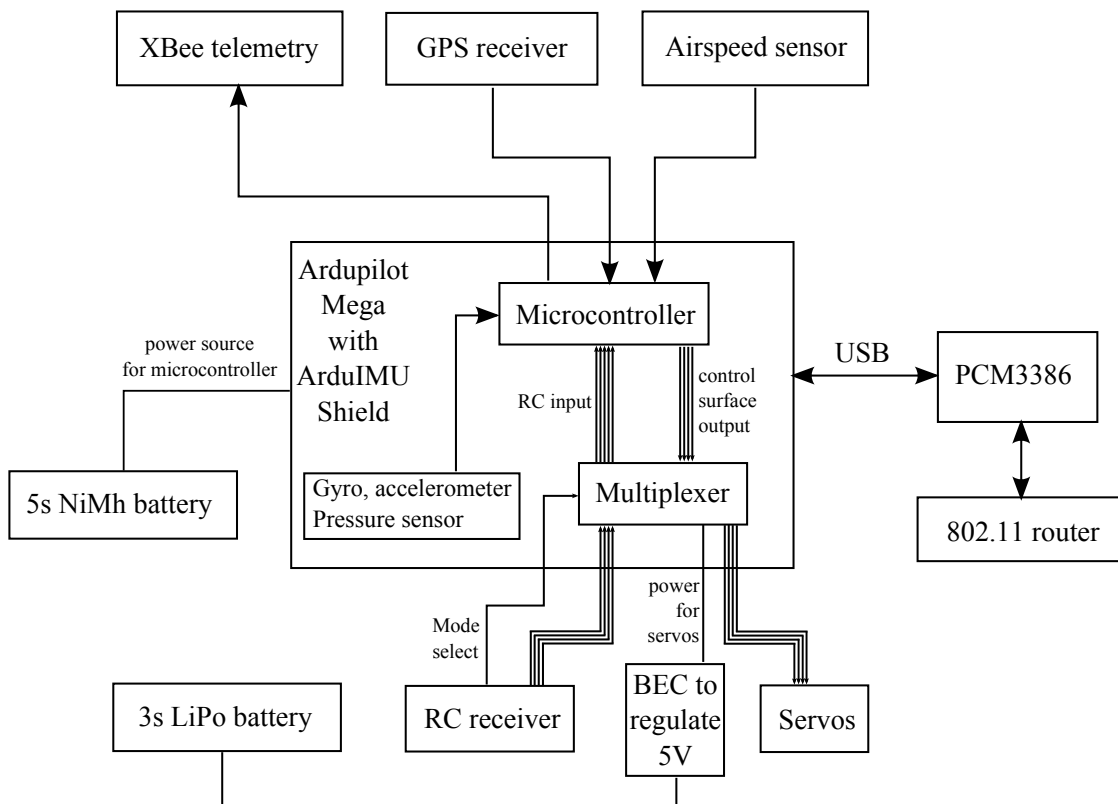 XBee telemetry
GPS receiver
Airspeed sensor
Ardupilot
Mega
with
ArduIMU
Shield
Microcontroller
power source
for microcontroller
USB
PCM3386
RC input
control
surface
output
5s NiMh battery
Gyro, accelerometer
Pressure sensor
Multiplexer
802.11 router
Mode
select
power
for
servos
3s LiPo battery
RC receiver
BEC to
regulate
5V
Servos